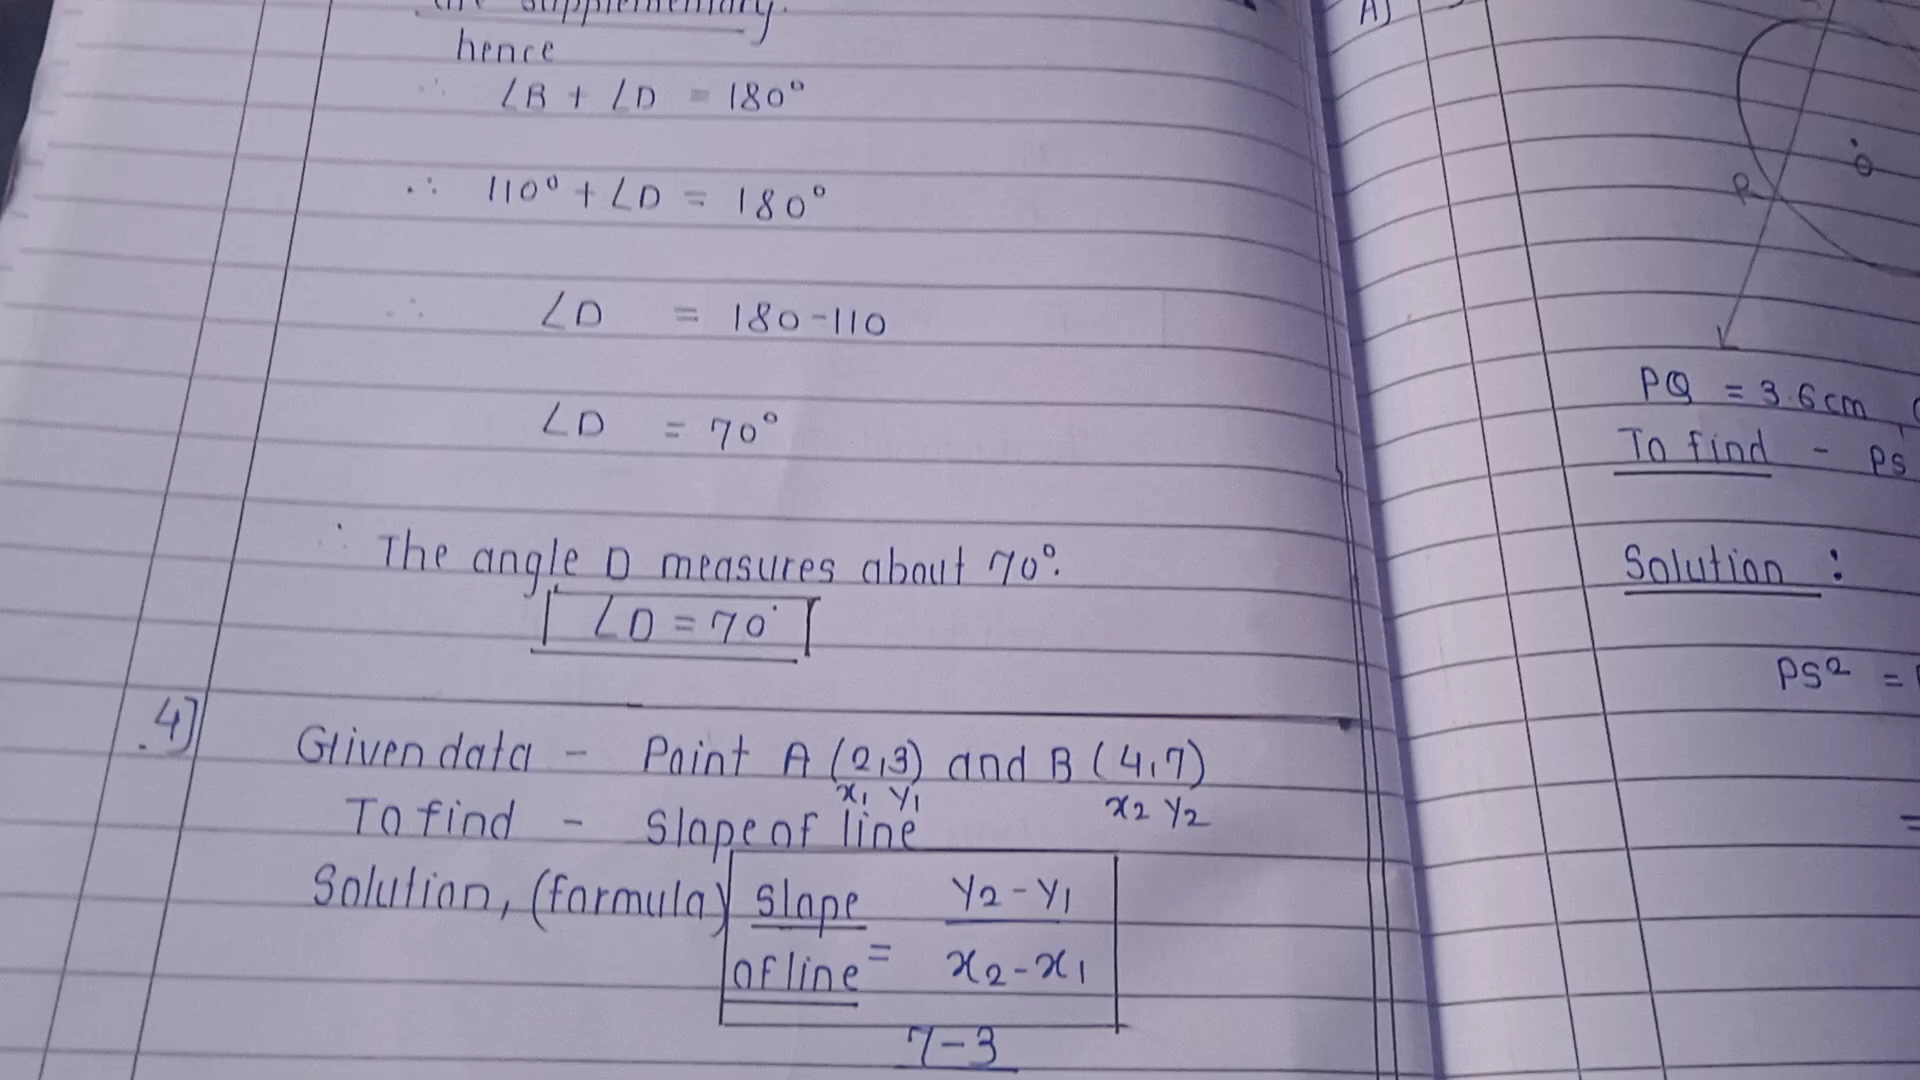 supplementary.
hence
∠B + ∠D = 180°
∴ 110° + ∠D = 180°
∴ ∠D = 180-110
∠D = 70°
∴ The angle D measures about 70°.
∠D = 70°
4]
Given data - Point A (2,3) and B (4,7)
x1 y1 x2 y2
To find - Slope of line
Solution, (formula) slope of line = y2-y1 / x2-x1
7-3
A)
O
R
PQ = 3.6cm
To find - PS
Solution :
PS² =
=